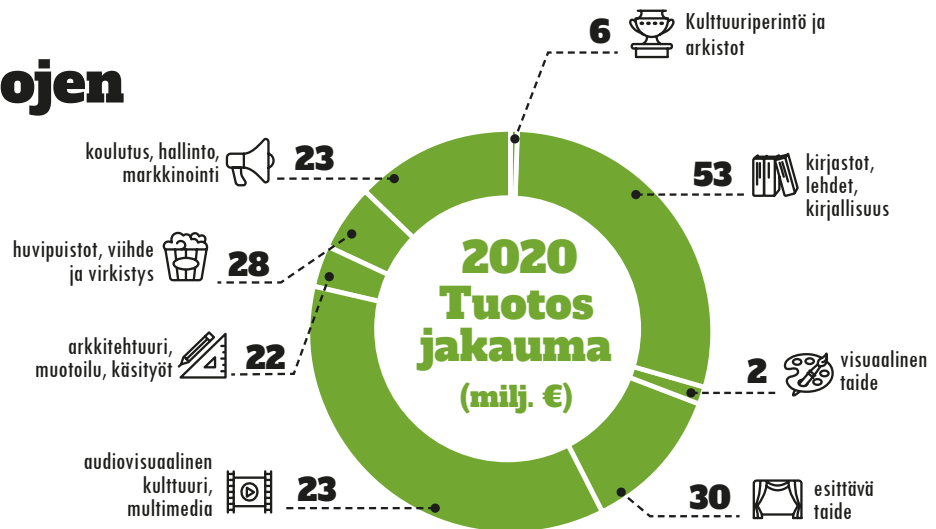 ojen
6
Kulttuuriperintö ja
arkistot
koulutus, hallinto,
markkinointi
23
53
kirjastot,
lehdet,
kirjallisuus
huvipuistot, viihde
ja virkistys
28
arkkitehtuuri,
muotoilu, käsityöt
22
2020
Tuotos
jakauma
(milj. €)
2
visuaalinen
taide
audiovisuaalinen
kulttuuri,
multimedia
23
30
esittävä
taide